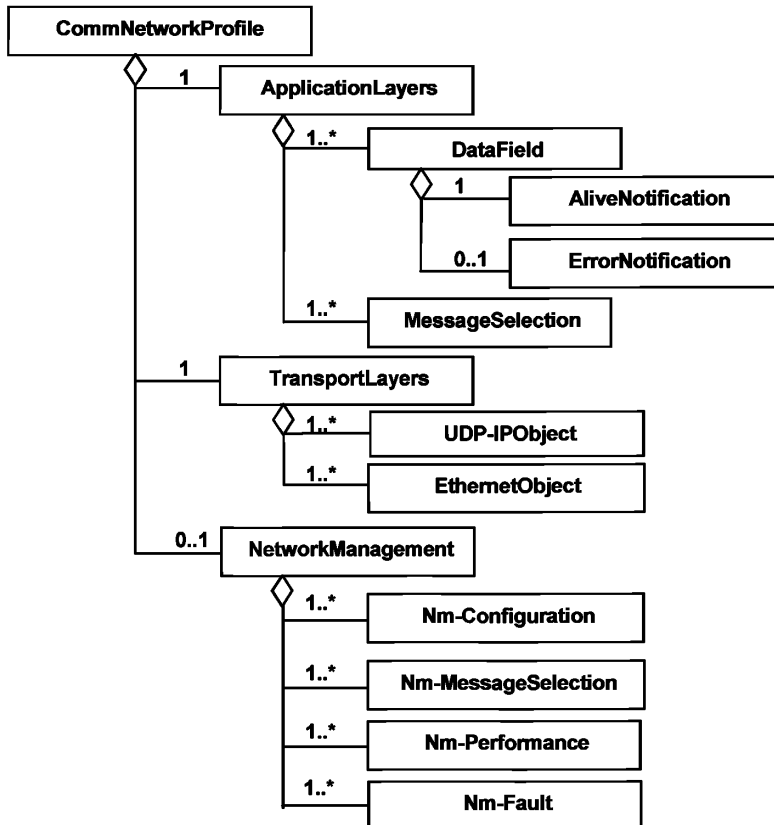 CommNetworkProfile
1
ApplicationLayers
1..*
DataField
1
AliveNotification
0..1
ErrorNotification
1..*
MessageSelection
1
TransportLayers
1..*
UDP-IPObject
1..*
EthernetObject
0..1
NetworkManagement
1..*
Nm-Configuration
1..*
Nm-MessageSelection
1..*
Nm-Performance
1..*
Nm-Fault